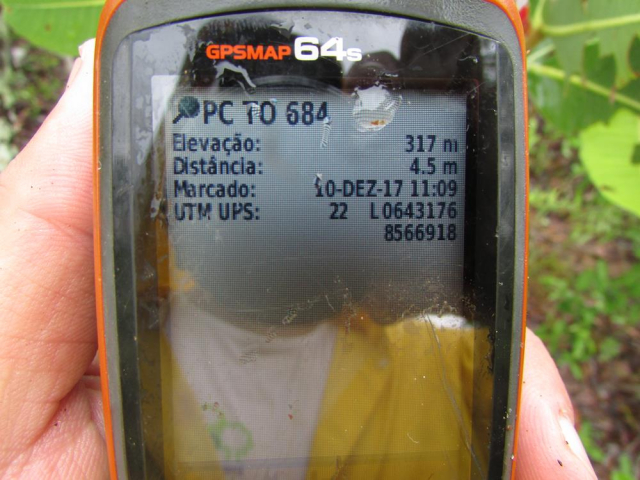 GPSMAP 64s
PC TO 684
Elevação: 317 m
Distância: 4.5 m
Marcado: 10-DEZ-17 11:09
UTM UPS: 22 L 0643176
8566918